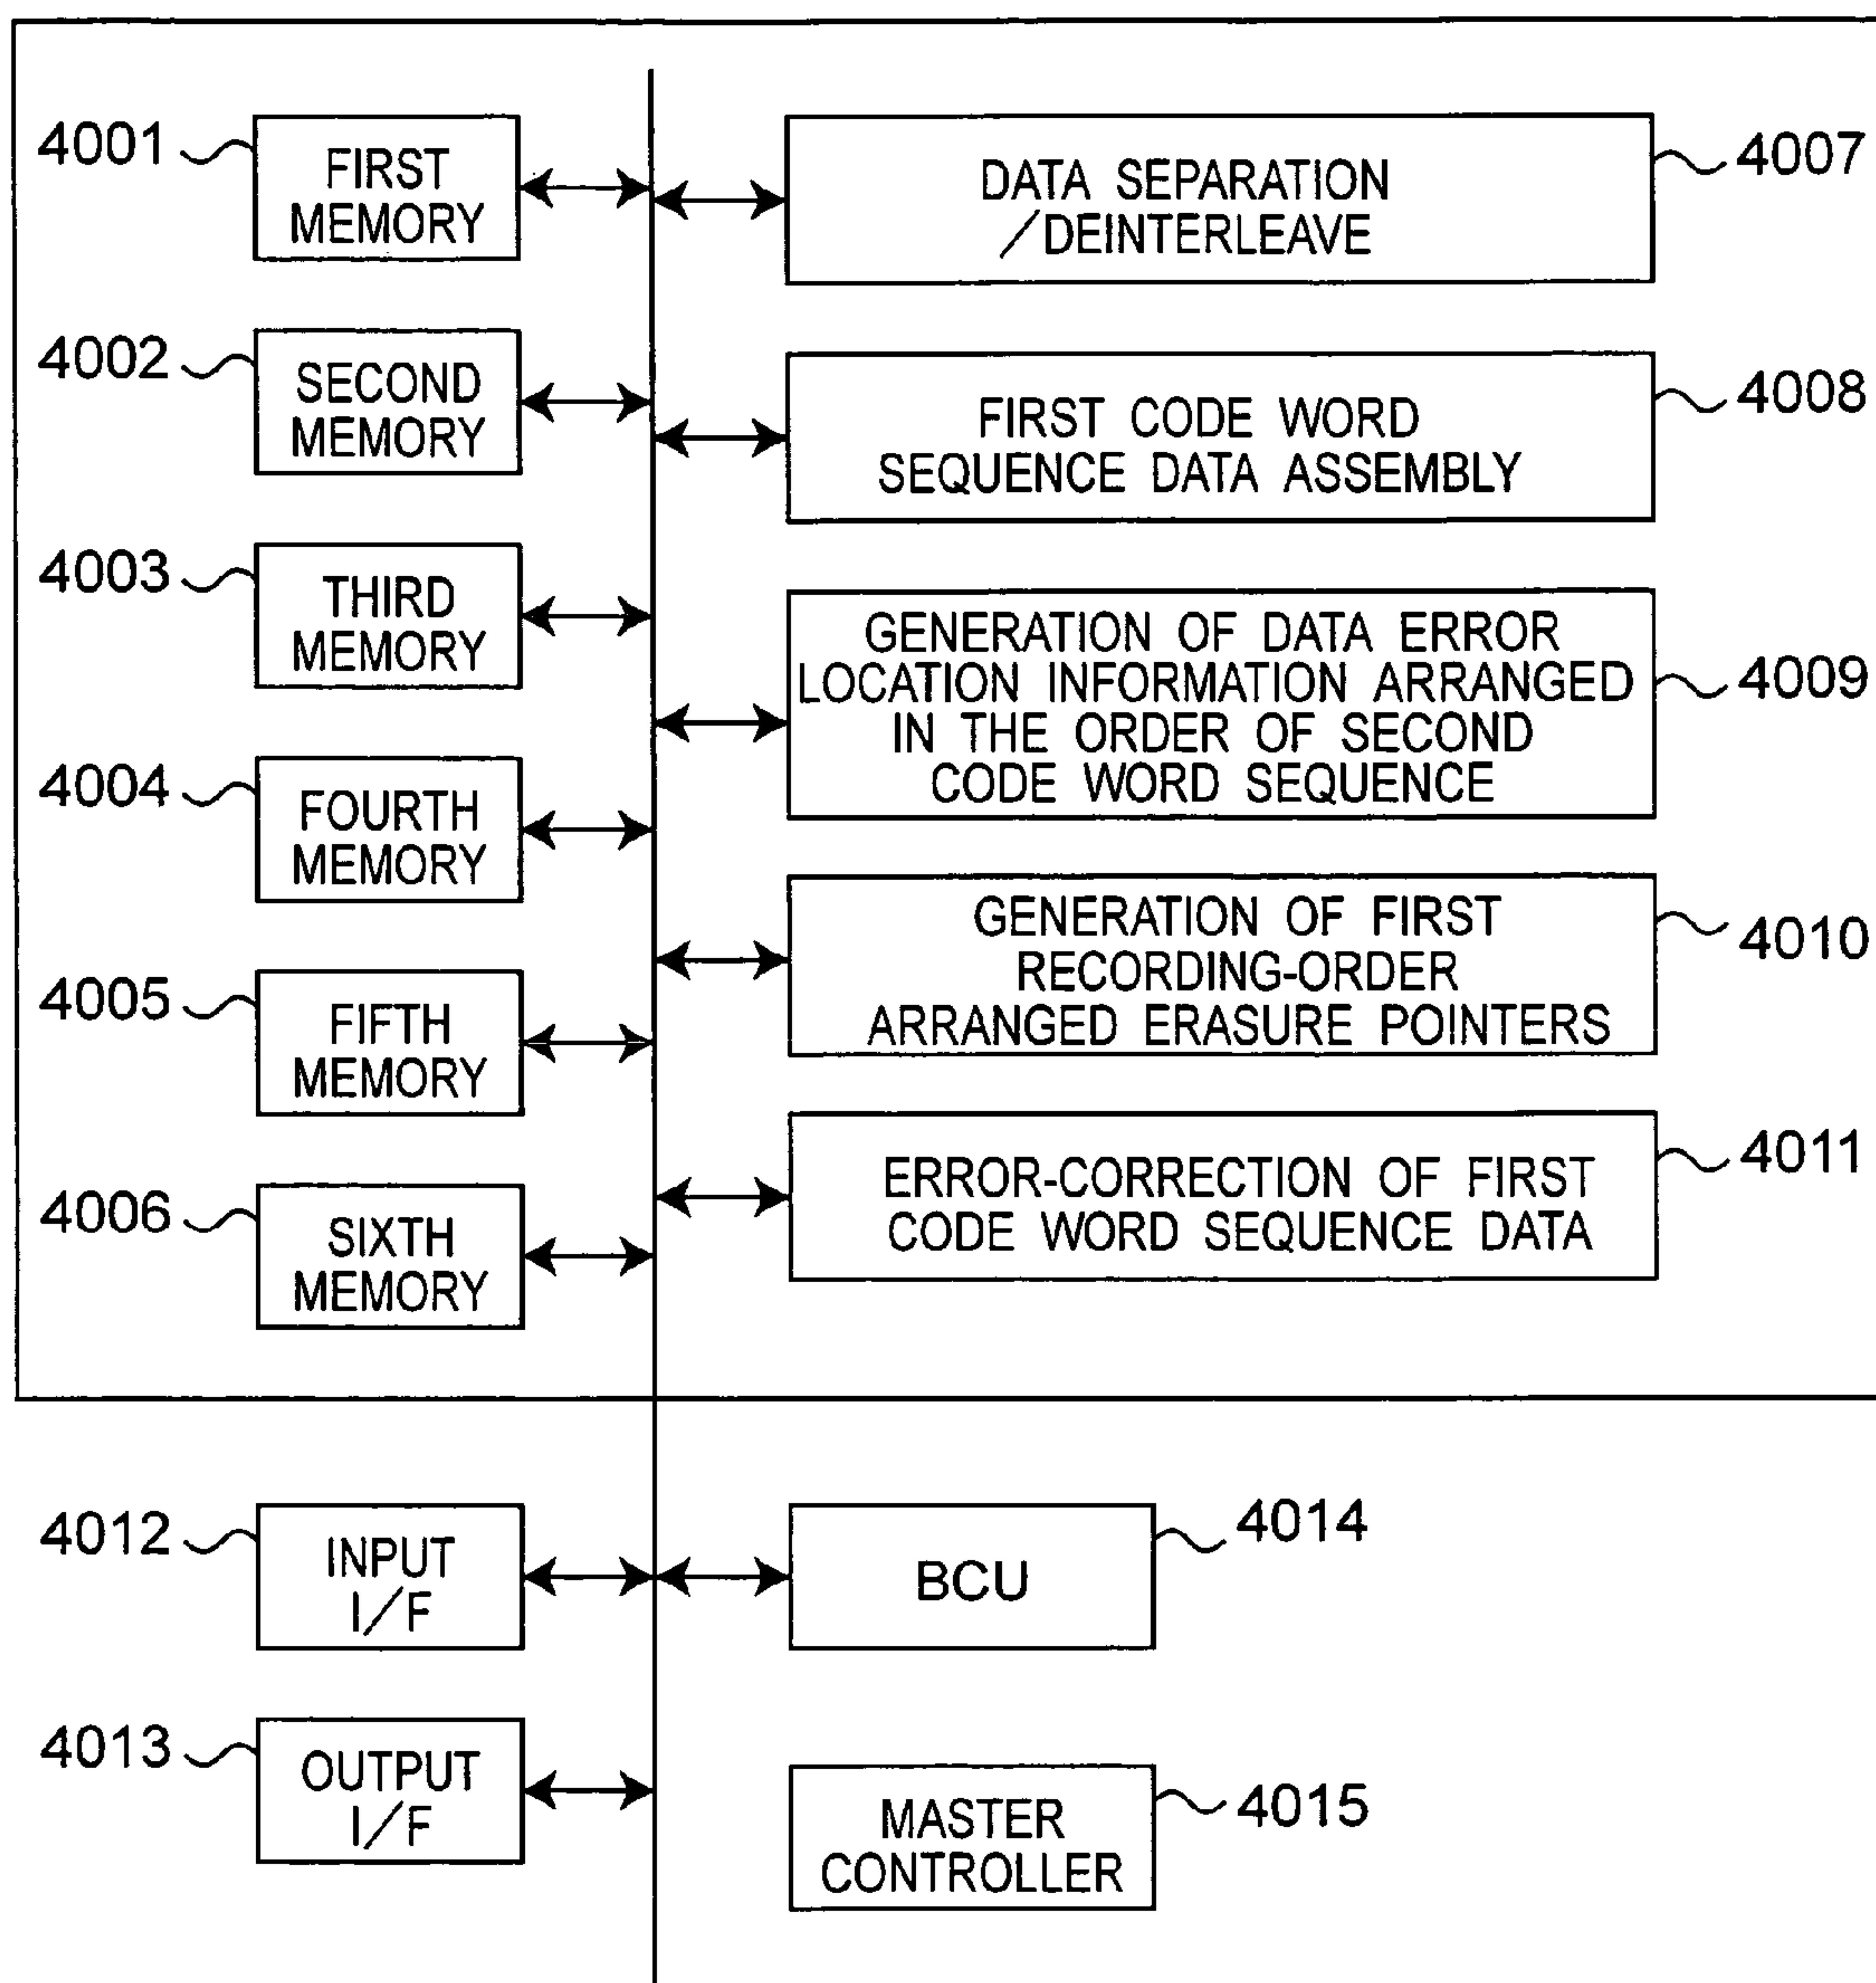 4001
FIRST
MEMORY
DATA SEPARATION
/DEINTERLEAVE
4007
4002
SECOND
MEMORY
FIRST CODE WORD
SEQUENCE DATA ASSEMBLY
4008
4003
THIRD
MEMORY
GENERATION OF DATA ERROR
LOCATION INFORMATION ARRANGED
IN THE ORDER OF SECOND
CODE WORD SEQUENCE
4009
4004
FOURTH
MEMORY
GENERATION OF FIRST
RECORDING-ORDER
ARRANGED ERASURE POINTERS
4010
4005
FIFTH
MEMORY
ERROR-CORRECTION OF FIRST
CODE WORD SEQUENCE DATA
4011
4006
SIXTH
MEMORY
4012
INPUT
I/F
BCU
4014
4013
OUTPUT
I/F
MASTER
CONTROLLER
4015